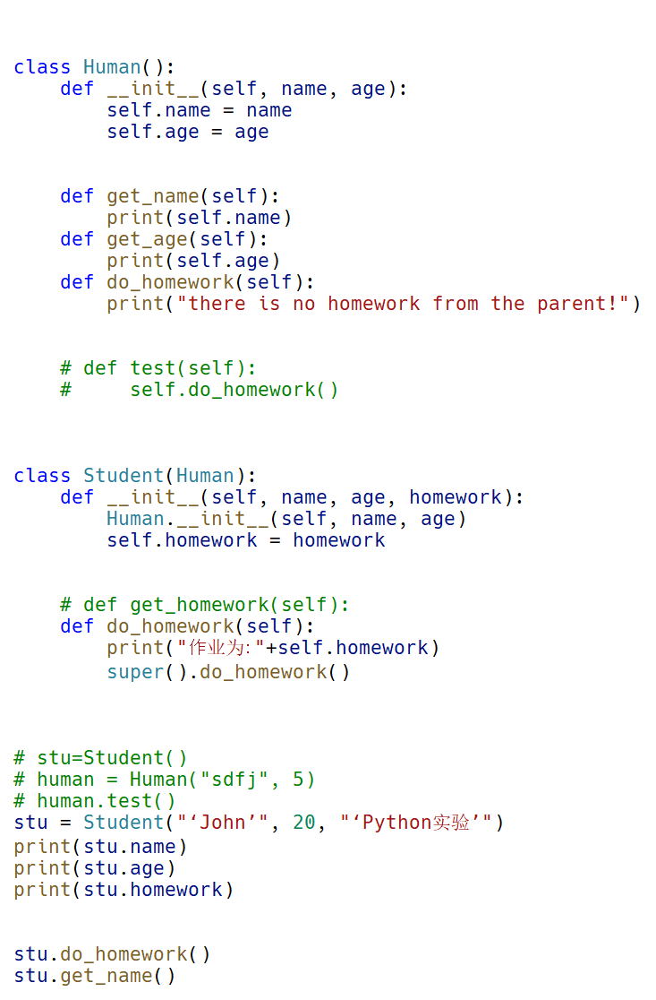 class Human():
    def __init__(self, name, age):
        self.name = name
        self.age = age
    def get_name(self):
        print(self.name)
    def get_age(self):
        print(self.age)
    def do_homework(self):
        print("there is no homework from the parent!")
    # def test(self):
    #     self.do_homework()
class Student(Human):
    def __init__(self, name, age, homework):
        Human.__init__(self, name, age)
        self.homework = homework
    # def get_homework(self):
    def do_homework(self):
        print("作业为:"+self.homework)
        super().do_homework()
# stu=Student()
# human = Human("sdfj", 5)
# human.test()
stu = Student("‘John’", 20, "‘Python实验’")
print(stu.name)
print(stu.age)
print(stu.homework)
stu.do_homework()
stu.get_name()